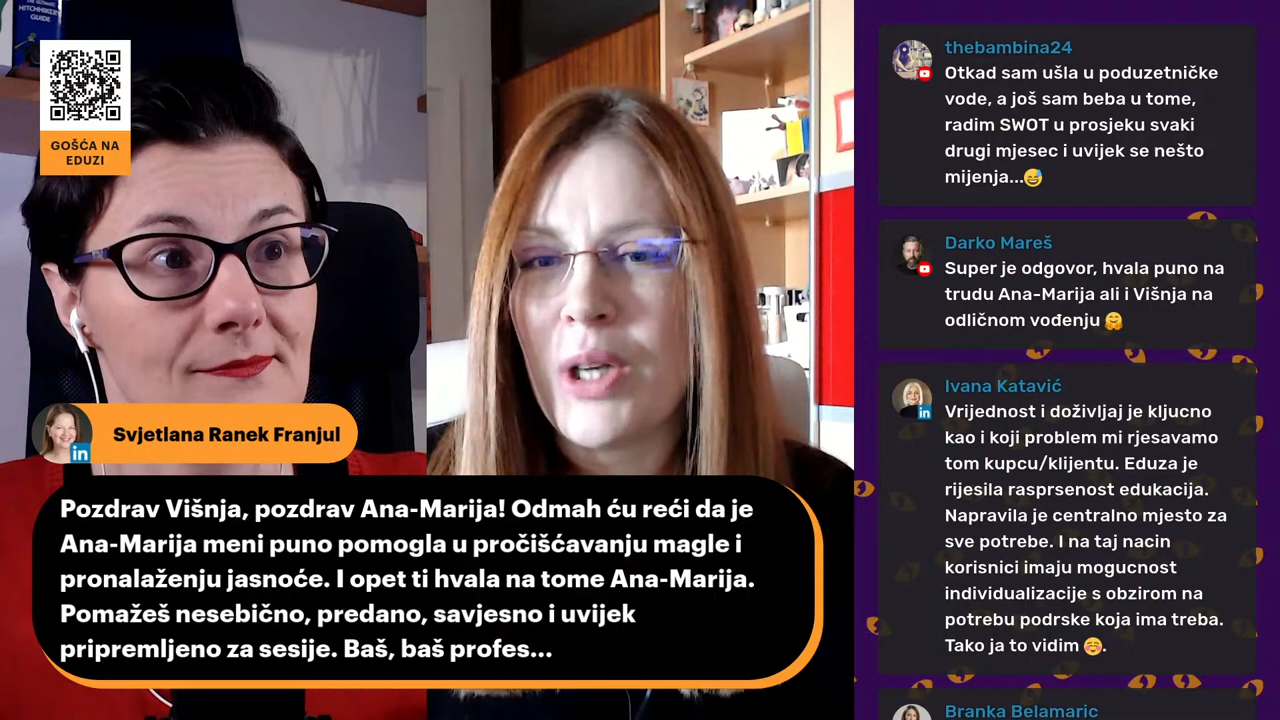 THE ULTIMATE
HITCHHIKER'S
GUIDE
GOŠĆA NA
EDUZI
Svjetlana Ranek Franjul
Pozdrav Višnja, pozdrav Ana-Marija! Odmah ću reći da je
Ana-Marija meni puno pomogla u pročišćavanju magle i
pronalaženju jasnoće. I opet ti hvala na tome Ana-Marija.
Pomažeš nesebično, predano, savjesno i uvijek
pripremljeno za sesije. Baš, baš profes...
thebambina24
Otkad sam ušla u poduzetničke
vode, a još sam beba u tome,
radim SWOT u prosjeku svaki
drugi mjesec i uvijek se nešto
mijenja...😅
Darko Mareš
Super je odgovor, hvala puno na
trudu Ana-Marija ali i Višnja na
odličnom vođenju 🤗
Ivana Katavić
Vrijednost i doživljaj je kljucno
kao i koji problem mi rjesavamo
tom kupcu/klijentu. Eduza je
rijesila rasprsenost edukacija.
Napravila je centralno mjesto za
sve potrebe. I na taj nacin
korisnici imaju mogucnost
individualizacije s obzirom na
potrebu podrske koja ima treba.
Tako ja to vidim ☺️.
Branka Belamaric